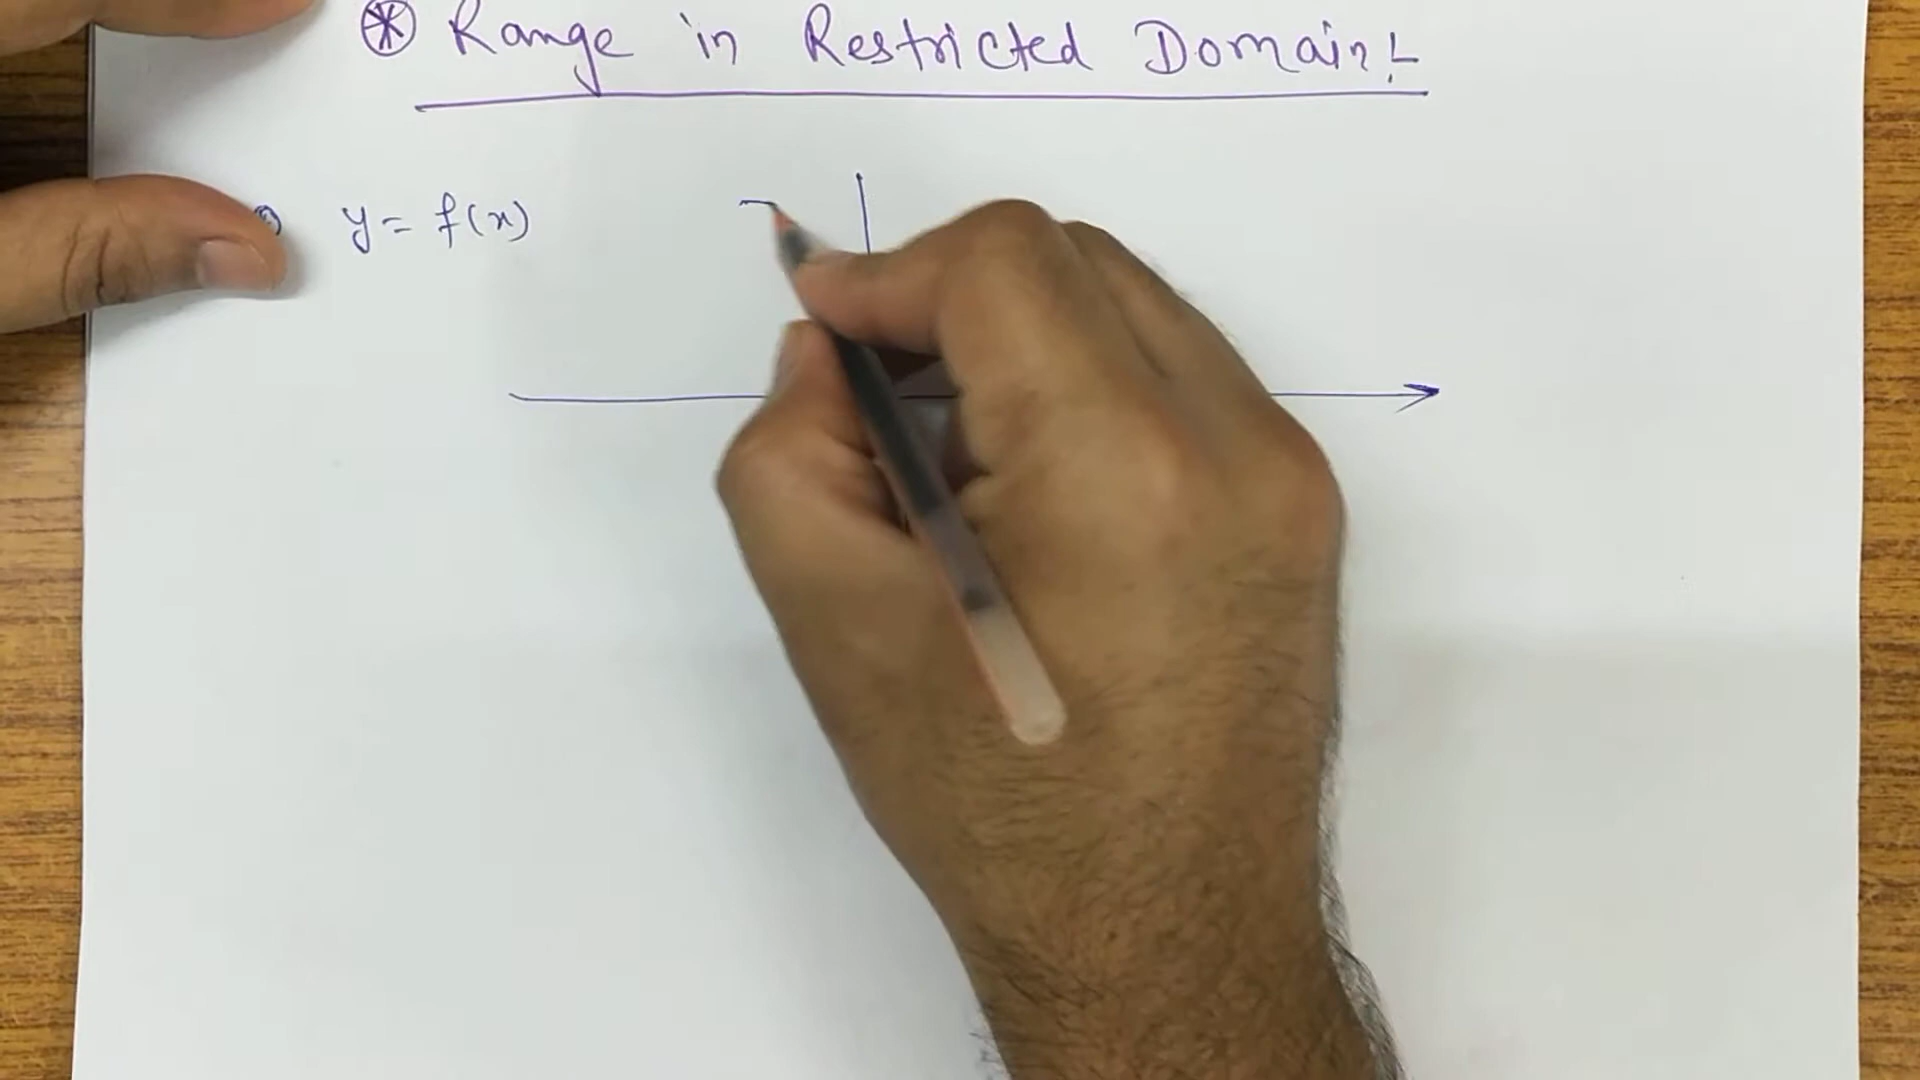 Range in Restricted Domain:-
y = f(x)